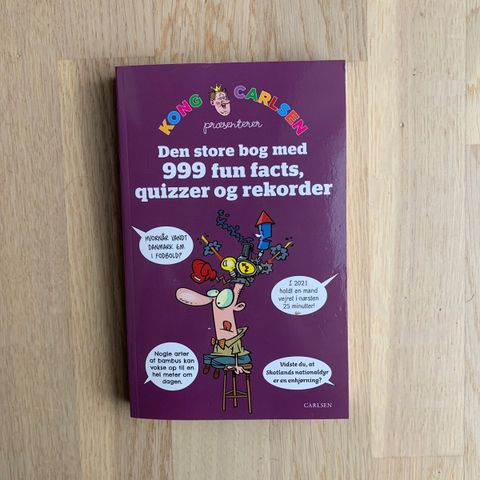 KONG CARLSEN
præsenterer
Den store bog med
999 fun facts,
quizzer og rekorder
HVORNÅR VANDT
DANMARK EM
I FODBOLD?
I 2021
holdt en mand
vejret i næsten
25 minutter!
Nogle arter
af bambus kan
vokse op til en
hel meter om
dagen.
Vidste du, at
Skotlands nationaldyr
er en enhjørning?
CARLSEN